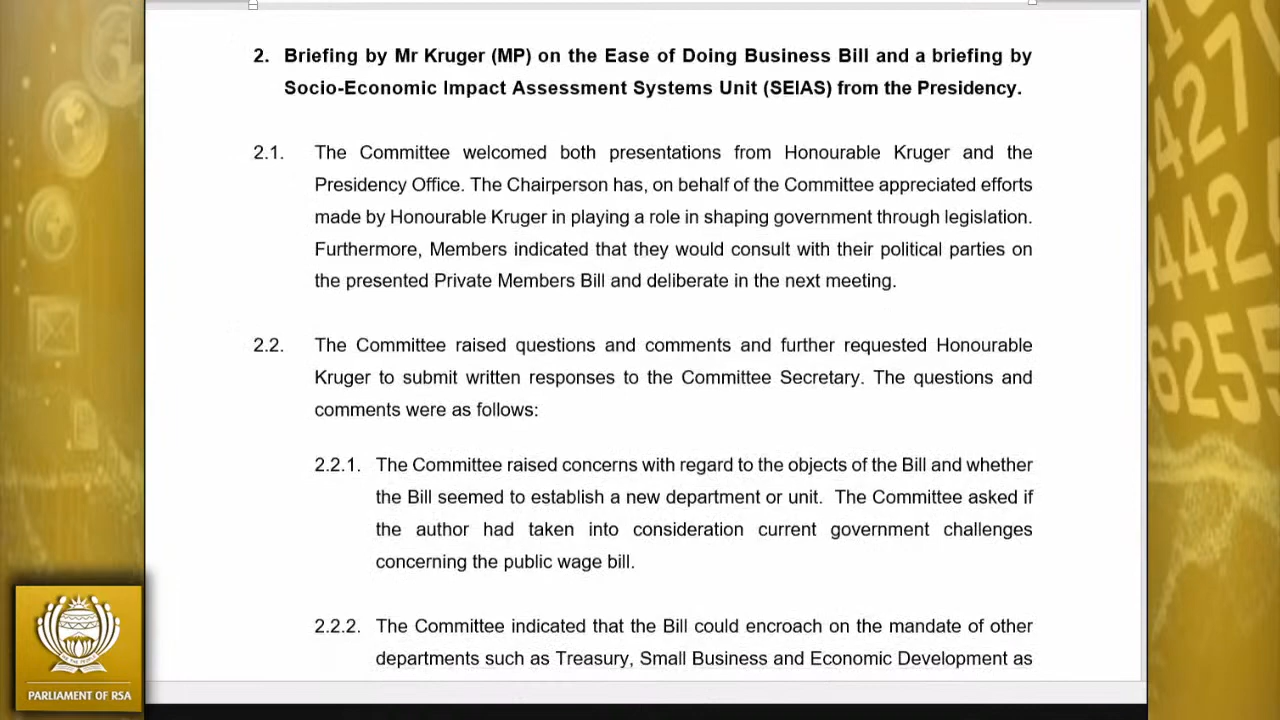 2. Briefing by Mr Kruger (MP) on the Ease of Doing Business Bill and a briefing by
Socio-Economic Impact Assessment Systems Unit (SEIAS) from the Presidency.
2.1. The Committee welcomed both presentations from Honourable Kruger and the
Presidency Office. The Chairperson has, on behalf of the Committee appreciated efforts
made by Honourable Kruger in playing a role in shaping government through legislation.
Furthermore, Members indicated that they would consult with their political parties on
the presented Private Members Bill and deliberate in the next meeting.
2.2. The Committee raised questions and comments and further requested Honourable
Kruger to submit written responses to the Committee Secretary. The questions and
comments were as follows:
2.2.1. The Committee raised concerns with regard to the objects of the Bill and whether
the Bill seemed to establish a new department or unit. The Committee asked if
the author had taken into consideration current government challenges
concerning the public wage bill.
2.2.2. The Committee indicated that the Bill could encroach on the mandate of other
departments such as Treasury, Small Business and Economic Development as
PARLIAMENT OF RSA
427
442
6255